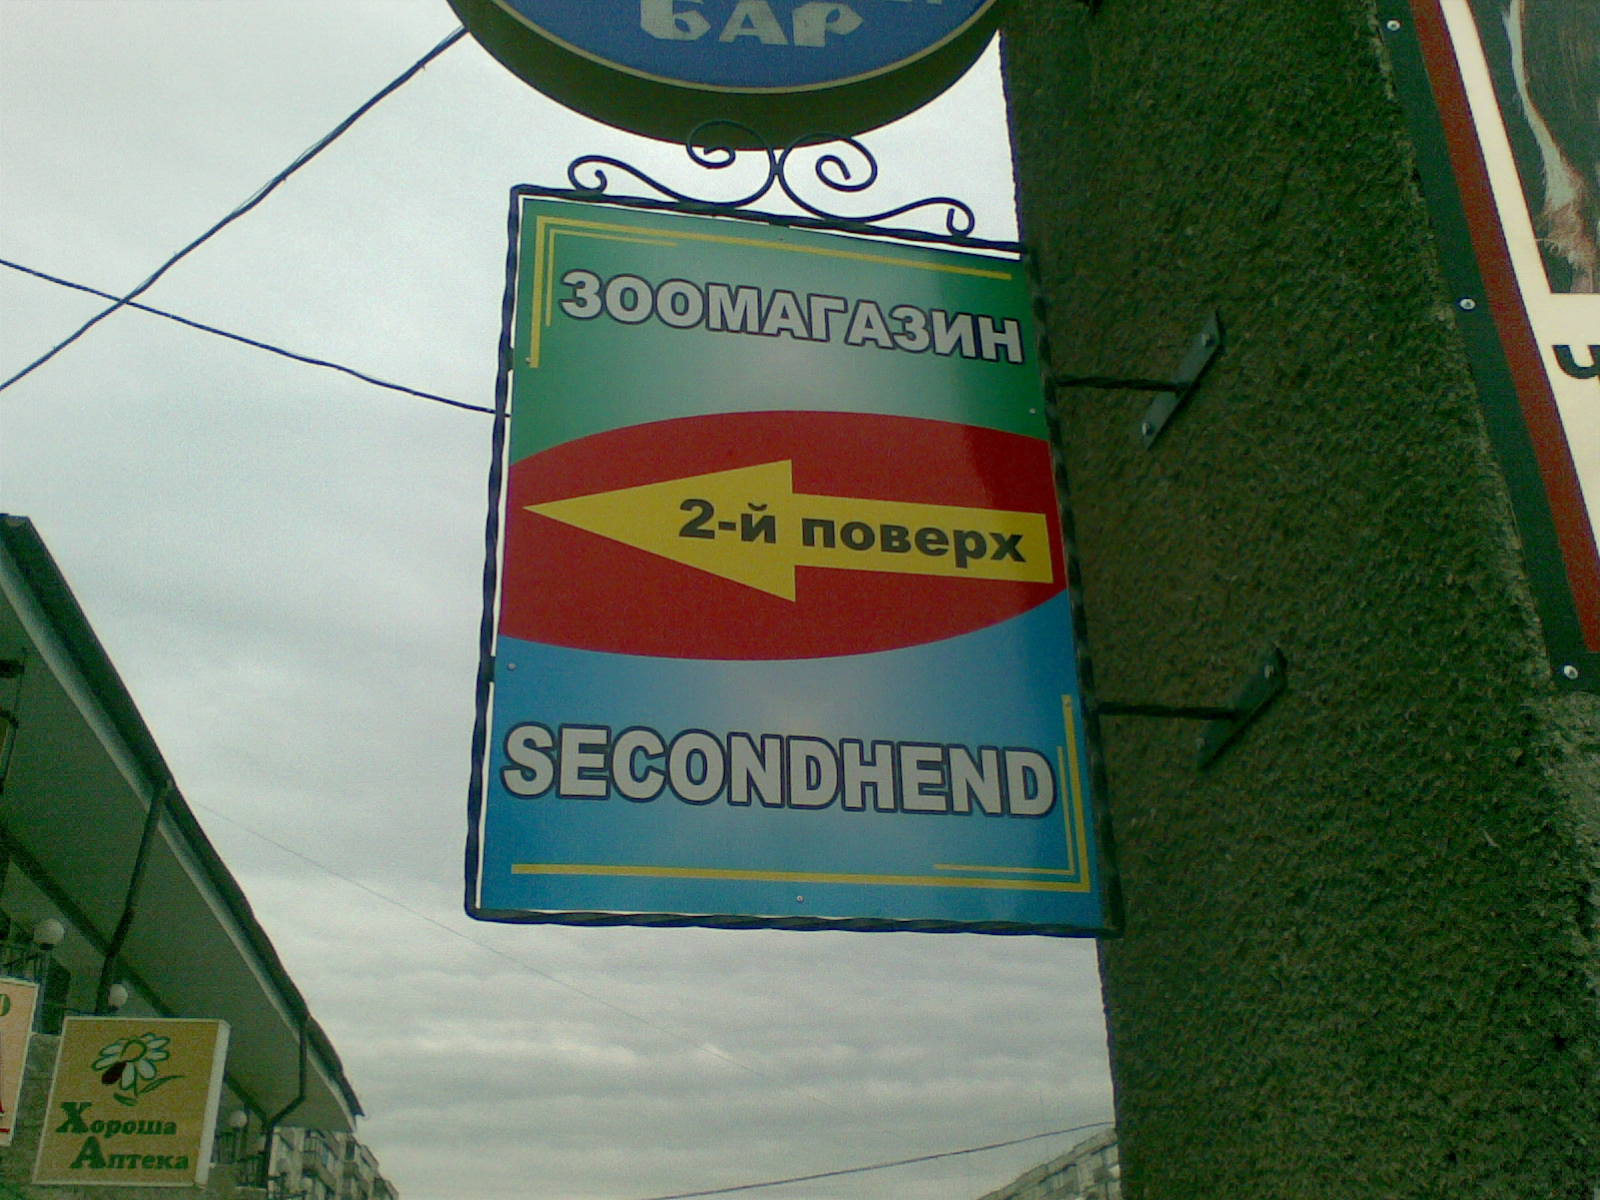 БАР
ЗООМАГАЗИН
2-й поверх
SECONDHEND
Хороша
Аптека